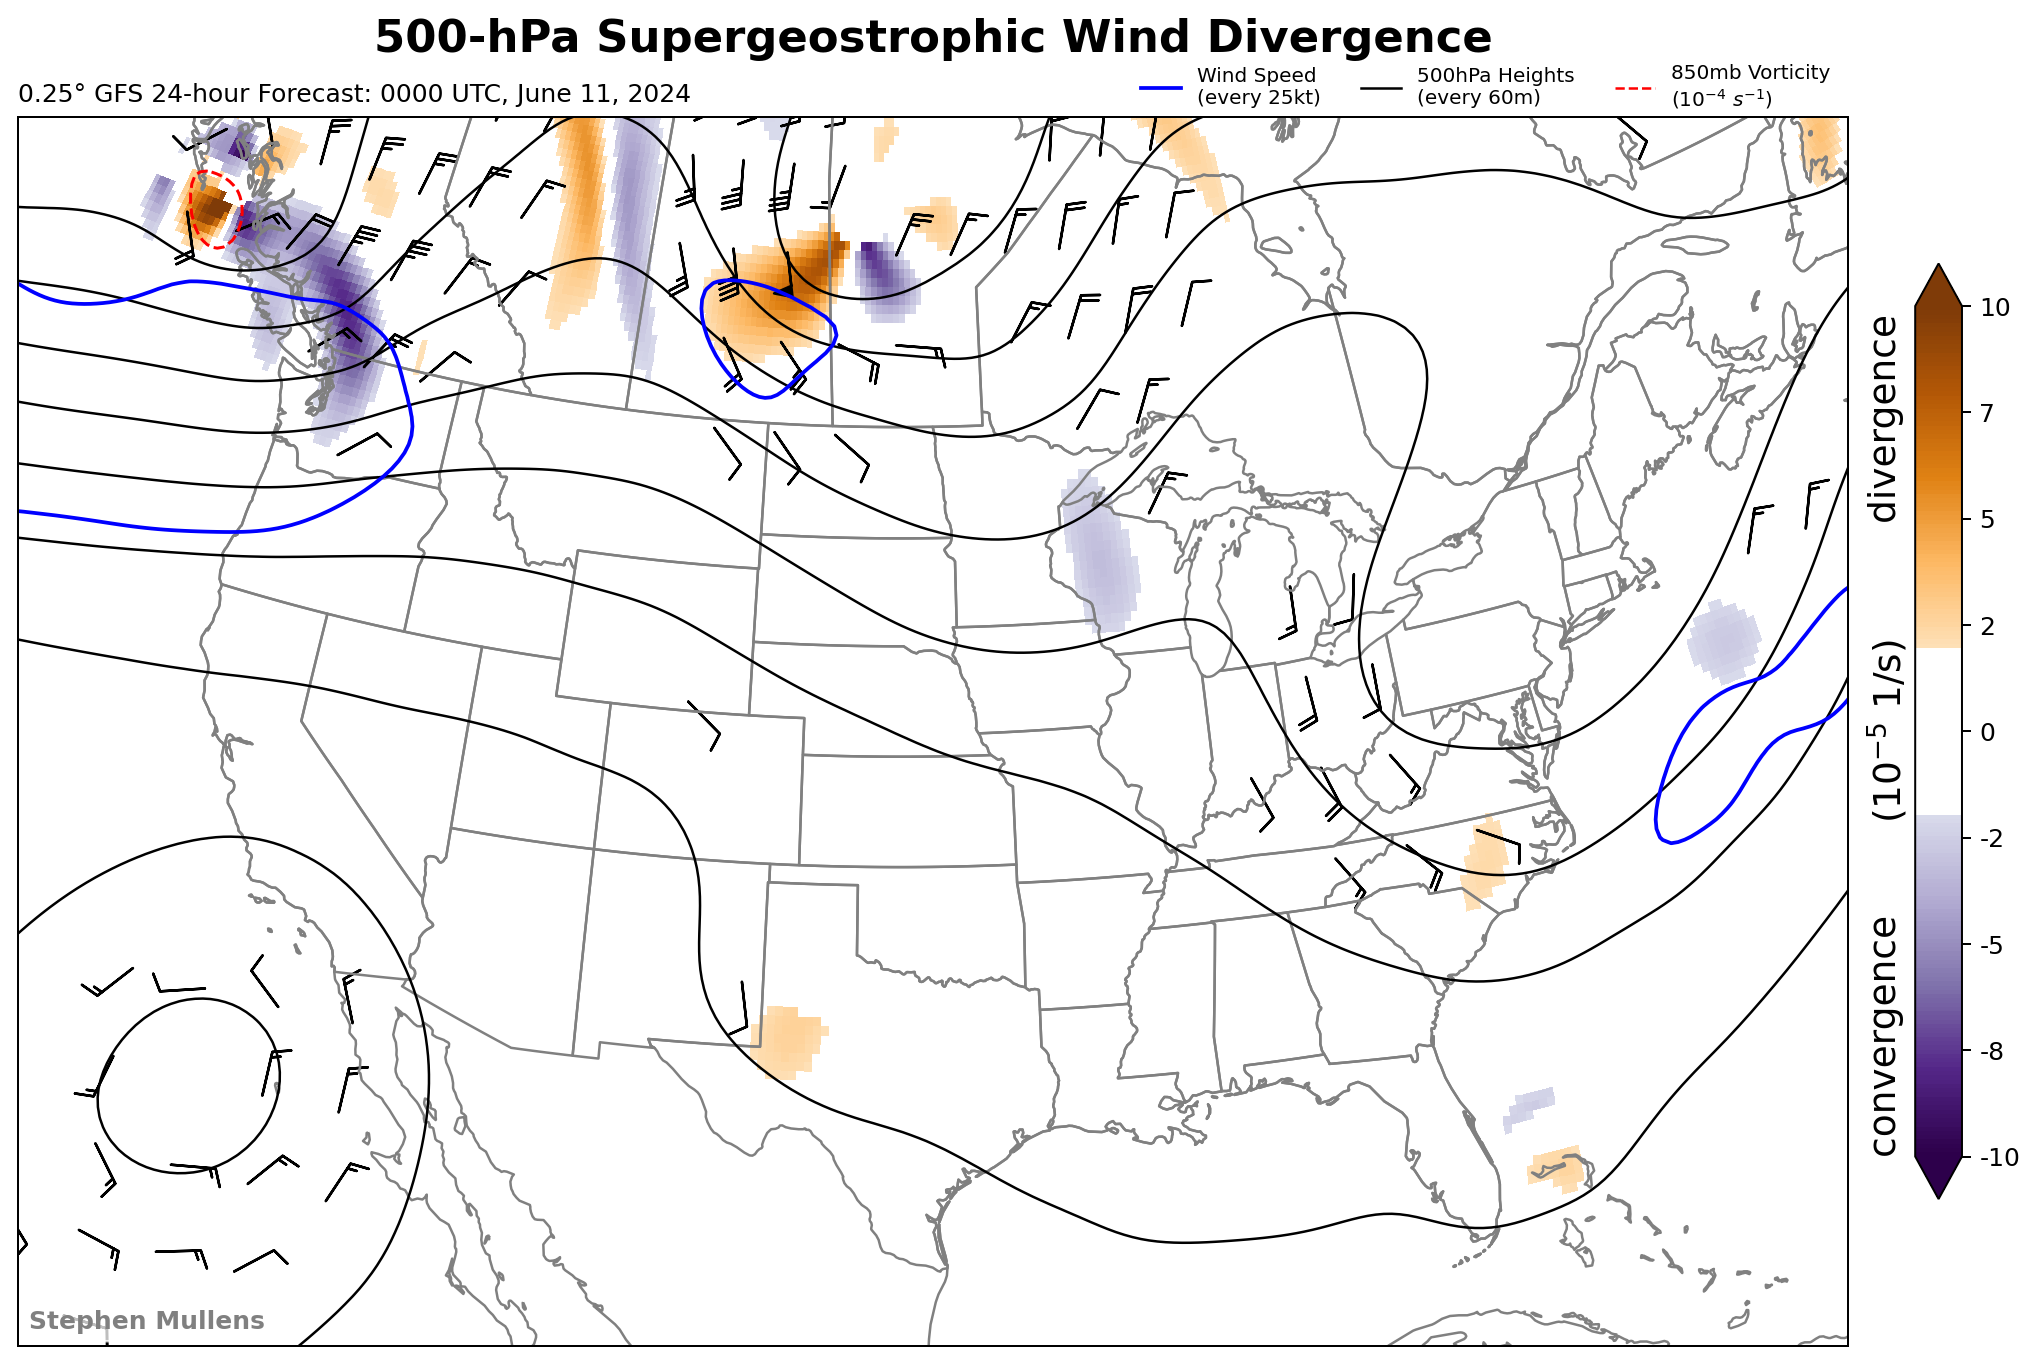 500-hPa Supergeostrophic Wind Divergence
0.25° GFS 24-hour Forecast: 0000 UTC, June 11, 2024
Wind Speed
(every 25kt)
500hPa Heights
(every 60m)
850mb Vorticity
(10⁻⁴ s⁻¹)
10
7
5
2
0
-2
-5
-8
-10
convergence (10⁻⁵ 1/s) divergence
Stephen Mullens